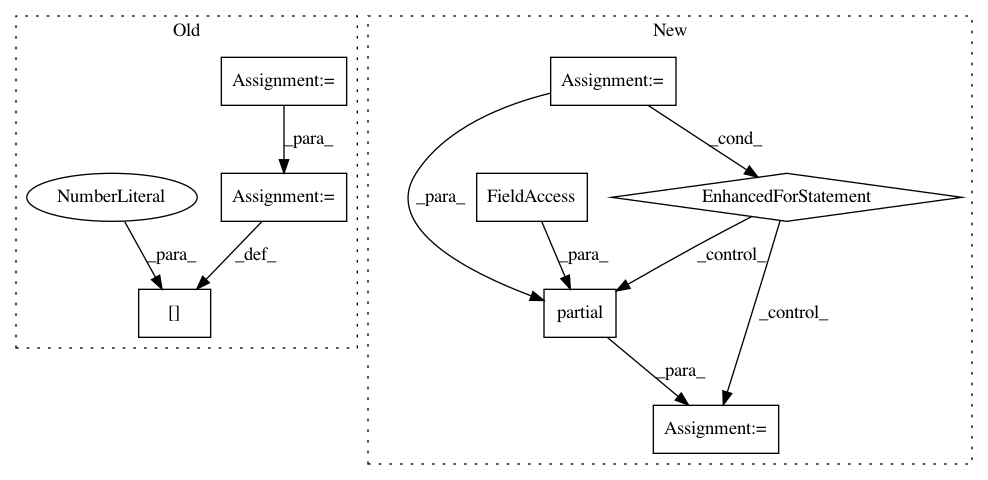 Old
New
Assignment:=
Assignment:=
_para_
_cond_
NumberLiteral
Assignment:=
_para_
FieldAccess
EnhancedForStatement
_para_
_def_
_para_
_control_
[]
partial
_control_
_para_
Assignment:=